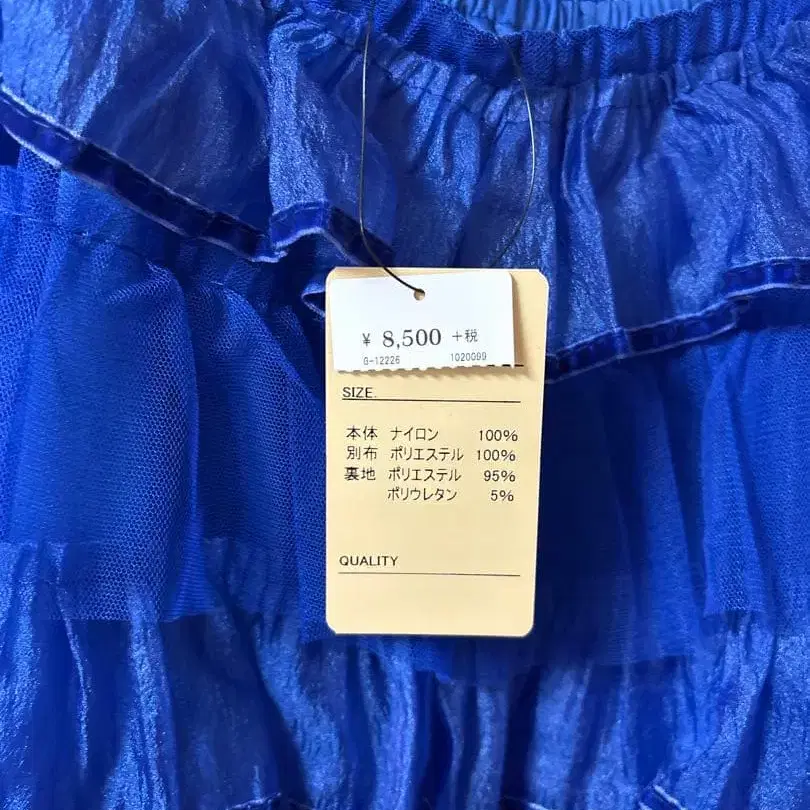 ¥ 8,500 +税
G-12226 1020099
SIZE.
本体 ナイロン 100%
別布 ポリエステル 100%
裏地 ポリエステル 95%
ポリウレタン 5%
QUALITY